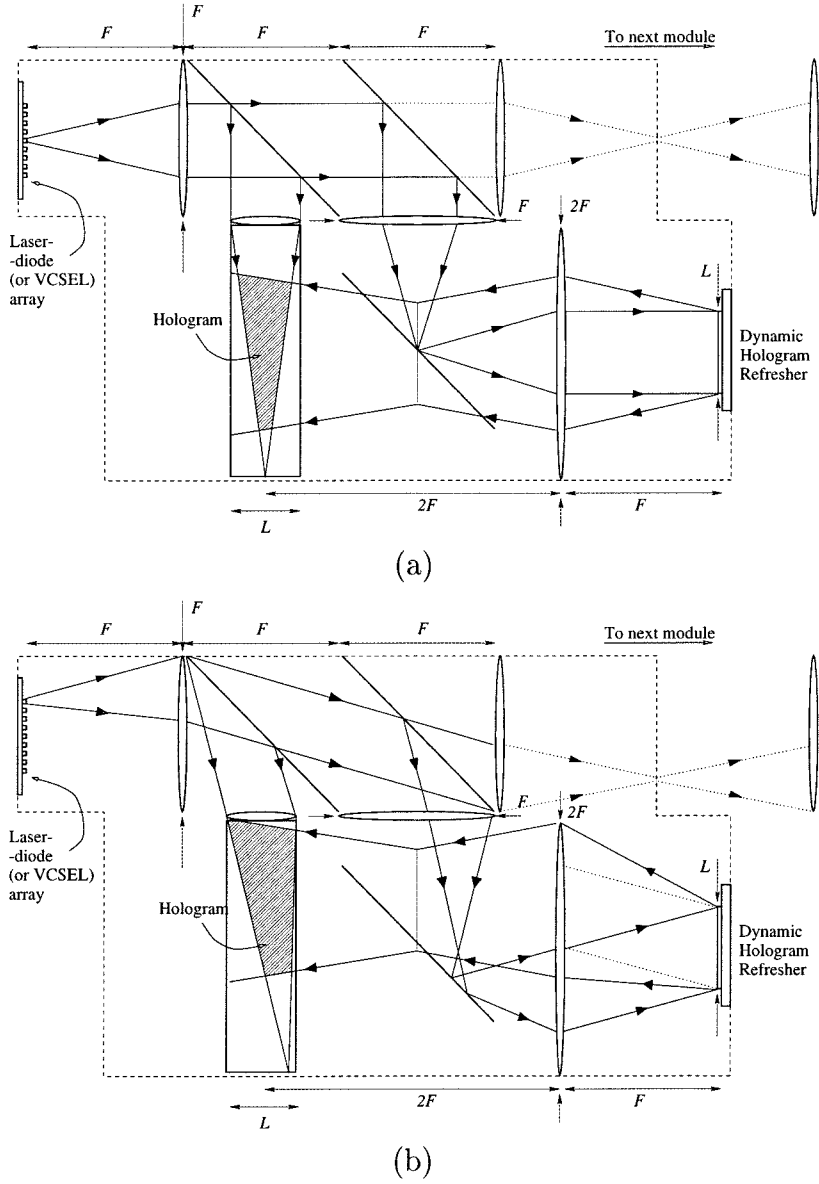 F
F
F
F
To next module
Laser-
-diode
(or VCSEL)
array
F
2F
L
Hologram
Dynamic
Hologram
Refresher
2F
F
L
(a)
F
F
F
F
To next module
Laser-
-diode
(or VCSEL)
array
F
2F
L
Hologram
Dynamic
Hologram
Refresher
2F
F
L
(b)